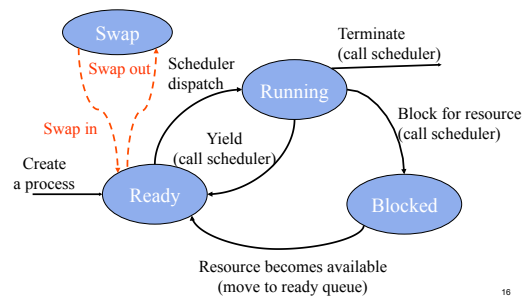 Swap
Swap out
Swap in
Scheduler
dispatch
Terminate
(call scheduler)
Running
Block for resource
(call scheduler)
Yield
(call scheduler)
Create
a process
Ready
Blocked
Resource becomes available
(move to ready queue)
16